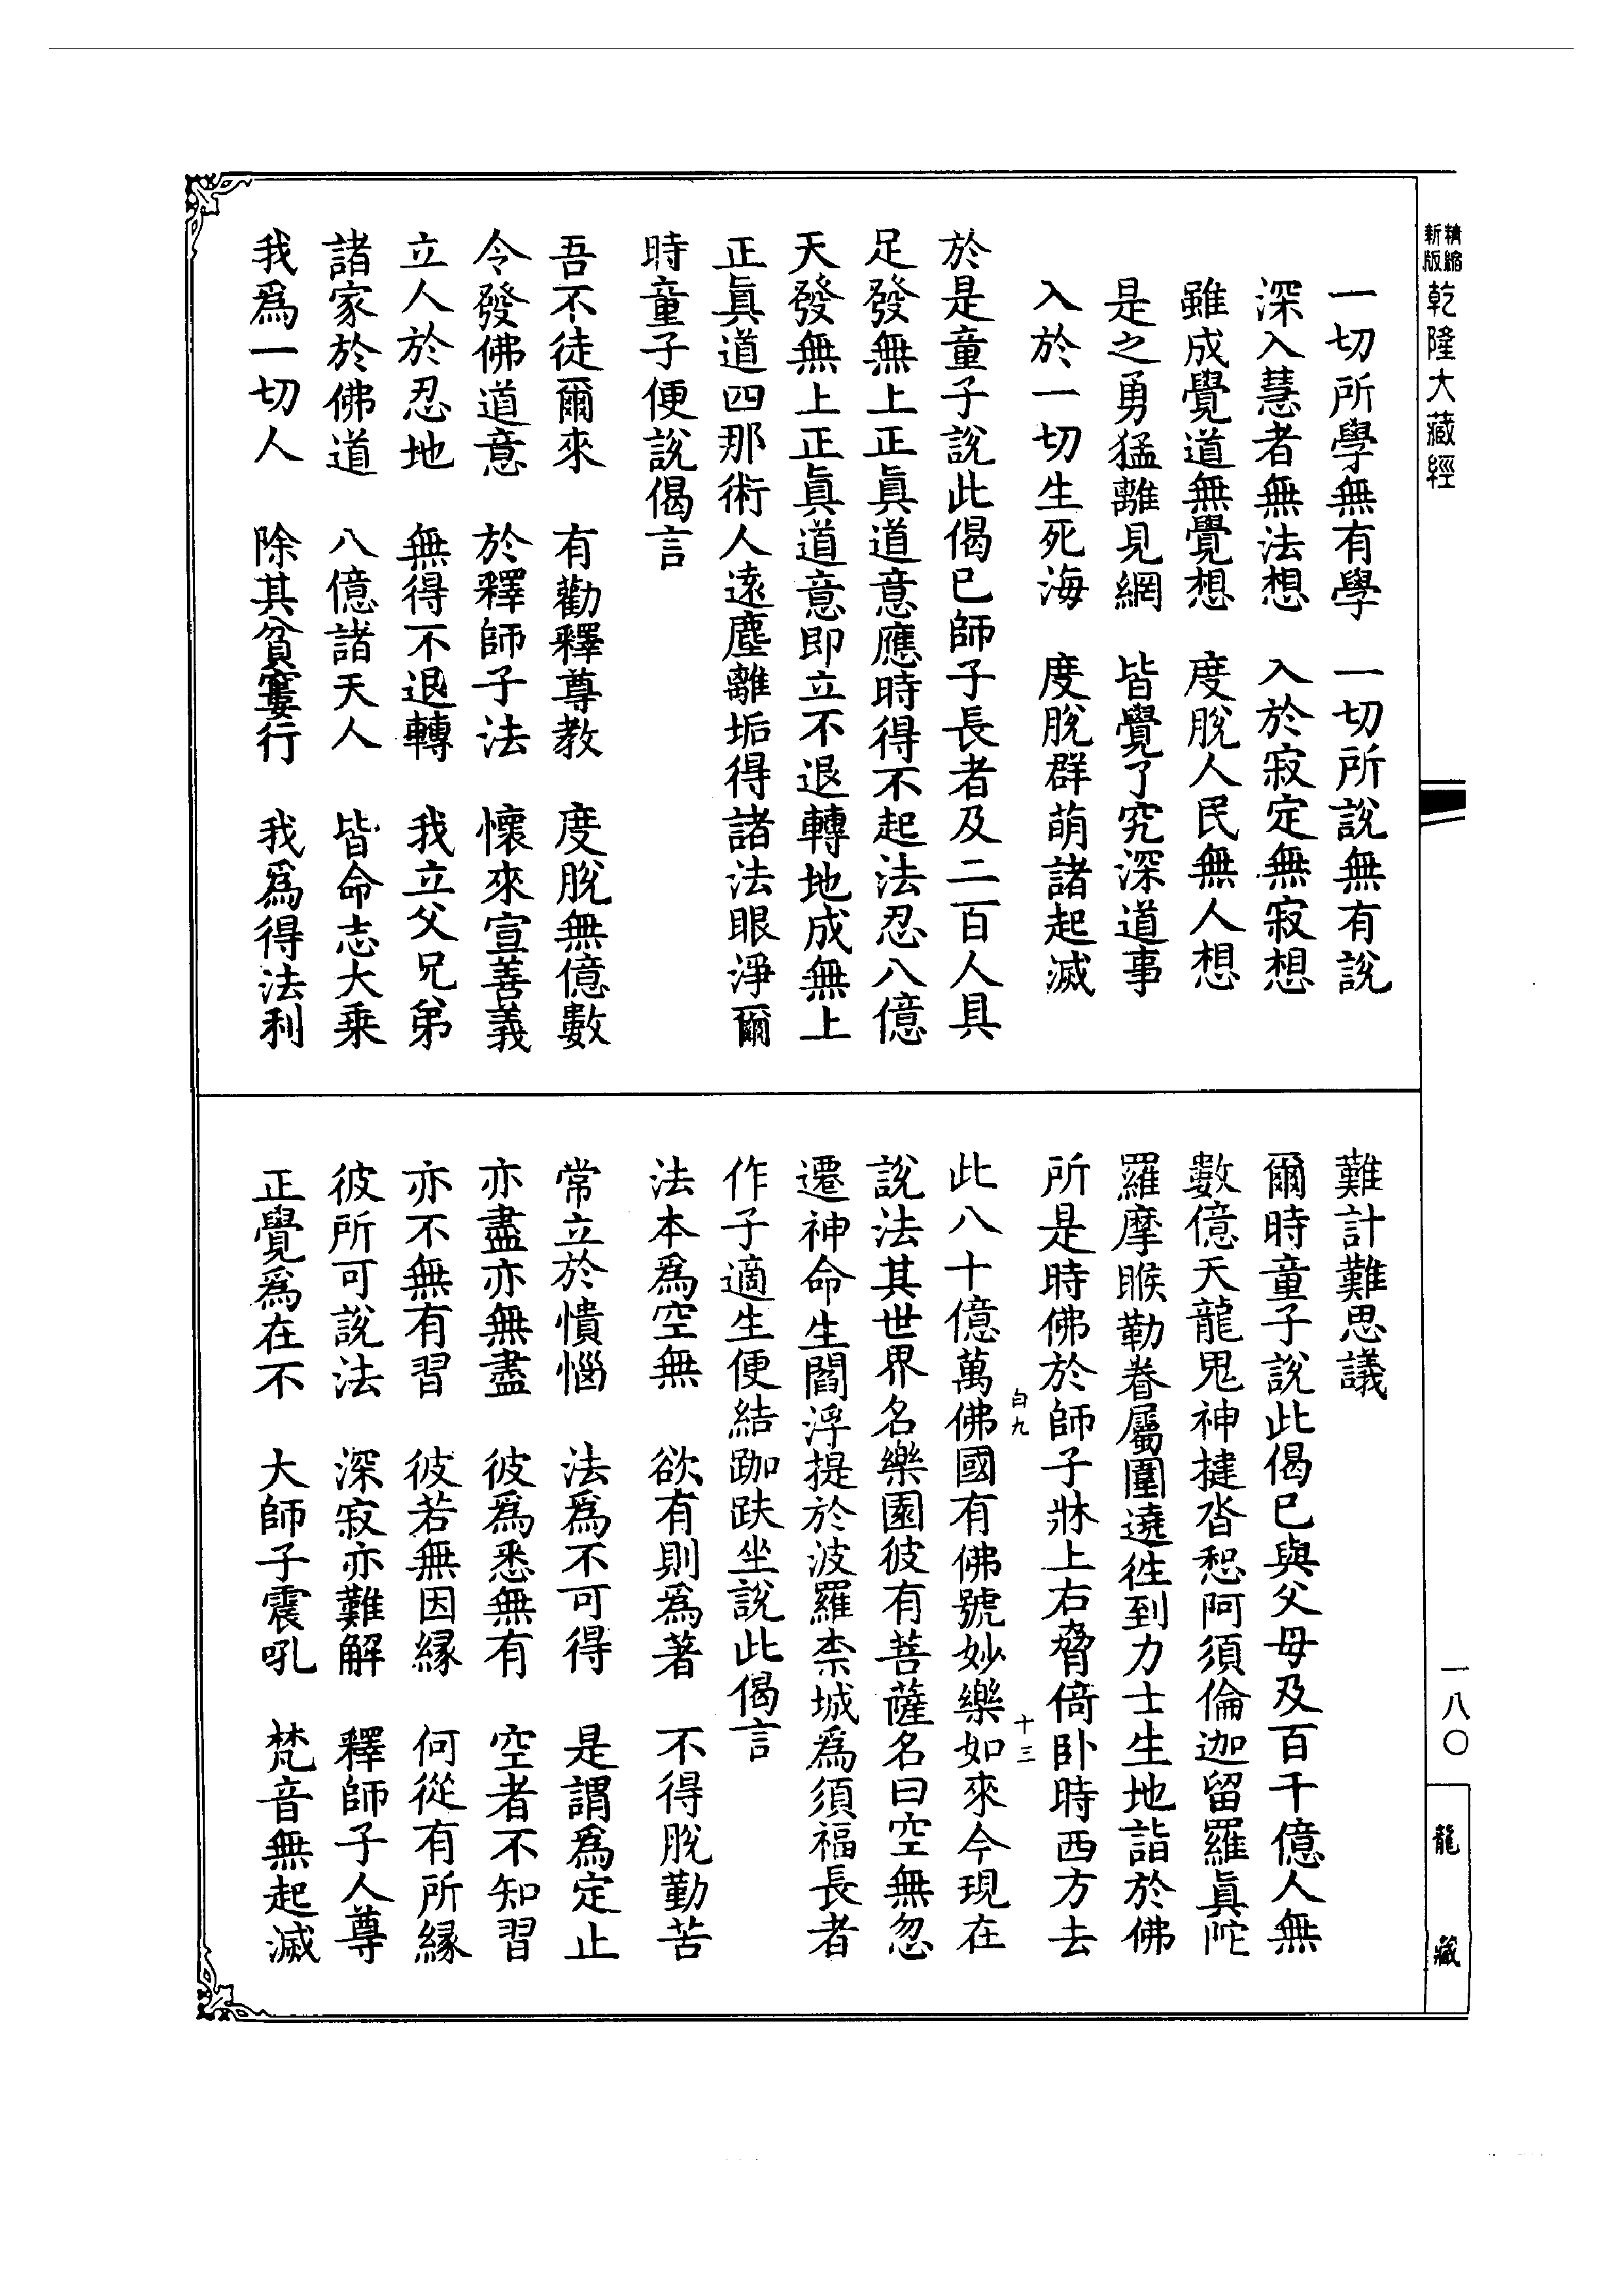 精縮新版 乾隆大藏經
一切所學無有學　一切所說無有說
深入慧者無法想　入於寂定無寂想
雖成覺道無覺想　度脫人民無人想
是之勇猛離見網　皆覺了究深道事
入於一切生死海　度脫群萌諸起滅
於是童子說此偈已師子長者及二百人具
足發無上正眞道意應時得不起法忍八億
天發無上正眞道意即立不退轉地成無上
正眞道四那術人遠塵離垢得諸法眼淨爾
時童子便說偈言
吾不徒爾來　有勸釋尊教　度脫無億數
令發佛道意　於釋師子法　懷來宣善義
立人於忍地　無得不退轉　我立父兄弟
諸家於佛道　八億諸天人　皆命志大乘
我爲一切人　除其貧窶行　我爲得法利
難計難思議
爾時童子說此偈已與父母及百千億人無
數億天龍鬼神揵沓惒阿須倫迦留羅眞陀
羅摩睺勒眷屬圍遶徃到力士生地詣於佛
所是時佛於師子牀上右脅倚卧時西方去
白九　十三
此八十億萬佛國有佛號妙樂如來今現在
說法其世界名樂園彼有菩薩名曰空無忽
遷神命生閻浮提於波羅柰城爲須福長者
作子適生便結跏趺坐說此偈言
法本爲空無　欲有則爲著　不得脫勤苦
常立於憒惱　法爲不可得　是謂爲定止
亦盡亦無盡　彼爲悉無有　空者不知習
亦不無有習　彼若無因緣　何從有所緣
彼所可說法　深寂亦難解　釋師子人尊
正覺爲在不　大師子震吼　梵音無起滅
一八〇
龍藏